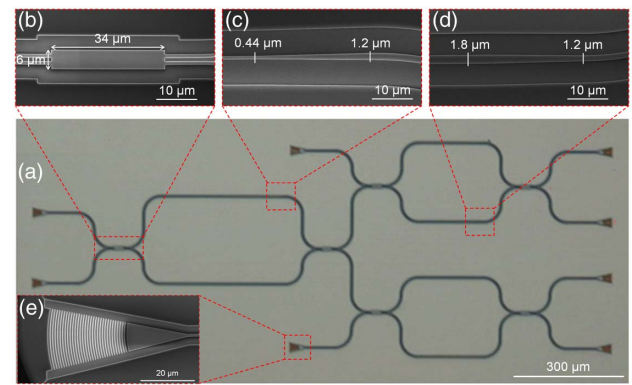 (b)
34 µm
6 µm
10 µm
(c)
0.44 µm
1.2 µm
10 µm
(d)
1.8 µm
1.2 µm
10 µm
(a)
(e)
20 µm
300 µm